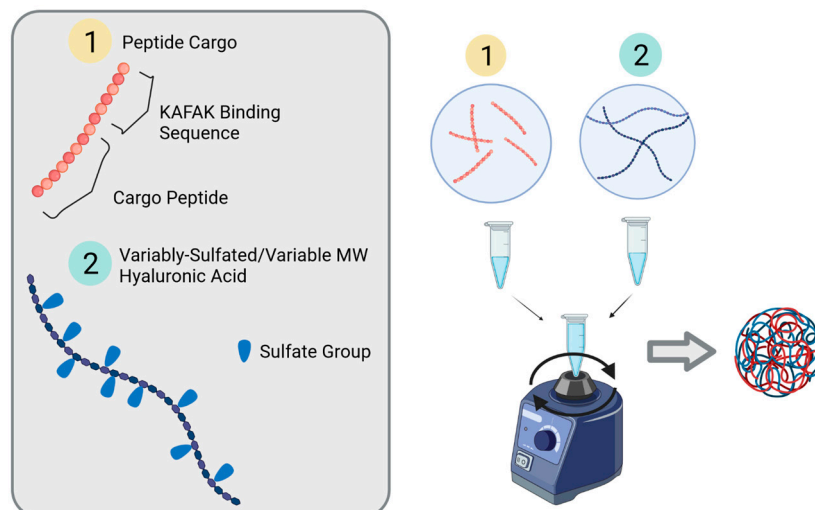 1 Peptide Cargo
KAFAK Binding
Sequence
Cargo Peptide
2 Variably-Sulfated/Variable MW
Hyaluronic Acid
Sulfate Group
1
2